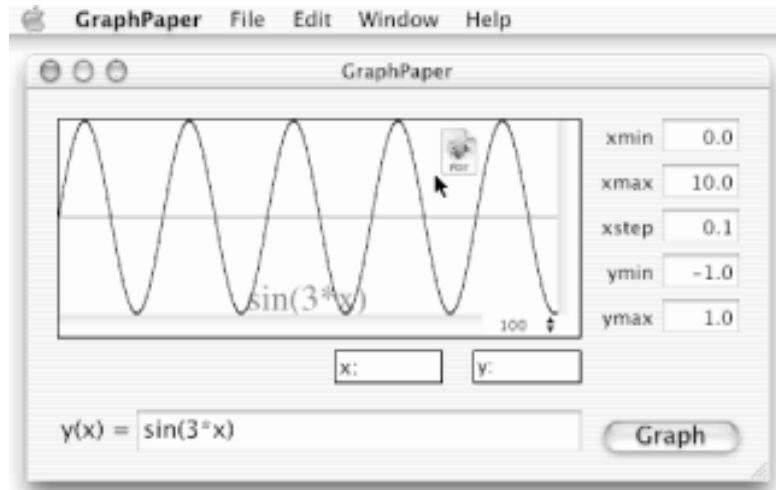 GraphPaper File Edit Window Help
GraphPaper
xmin 0.0
xmax 10.0
xstep 0.1
ymin -1.0
ymax 1.0
PDF
sin(3*x)
100
x: y:
y(x) = sin(3*x)
Graph